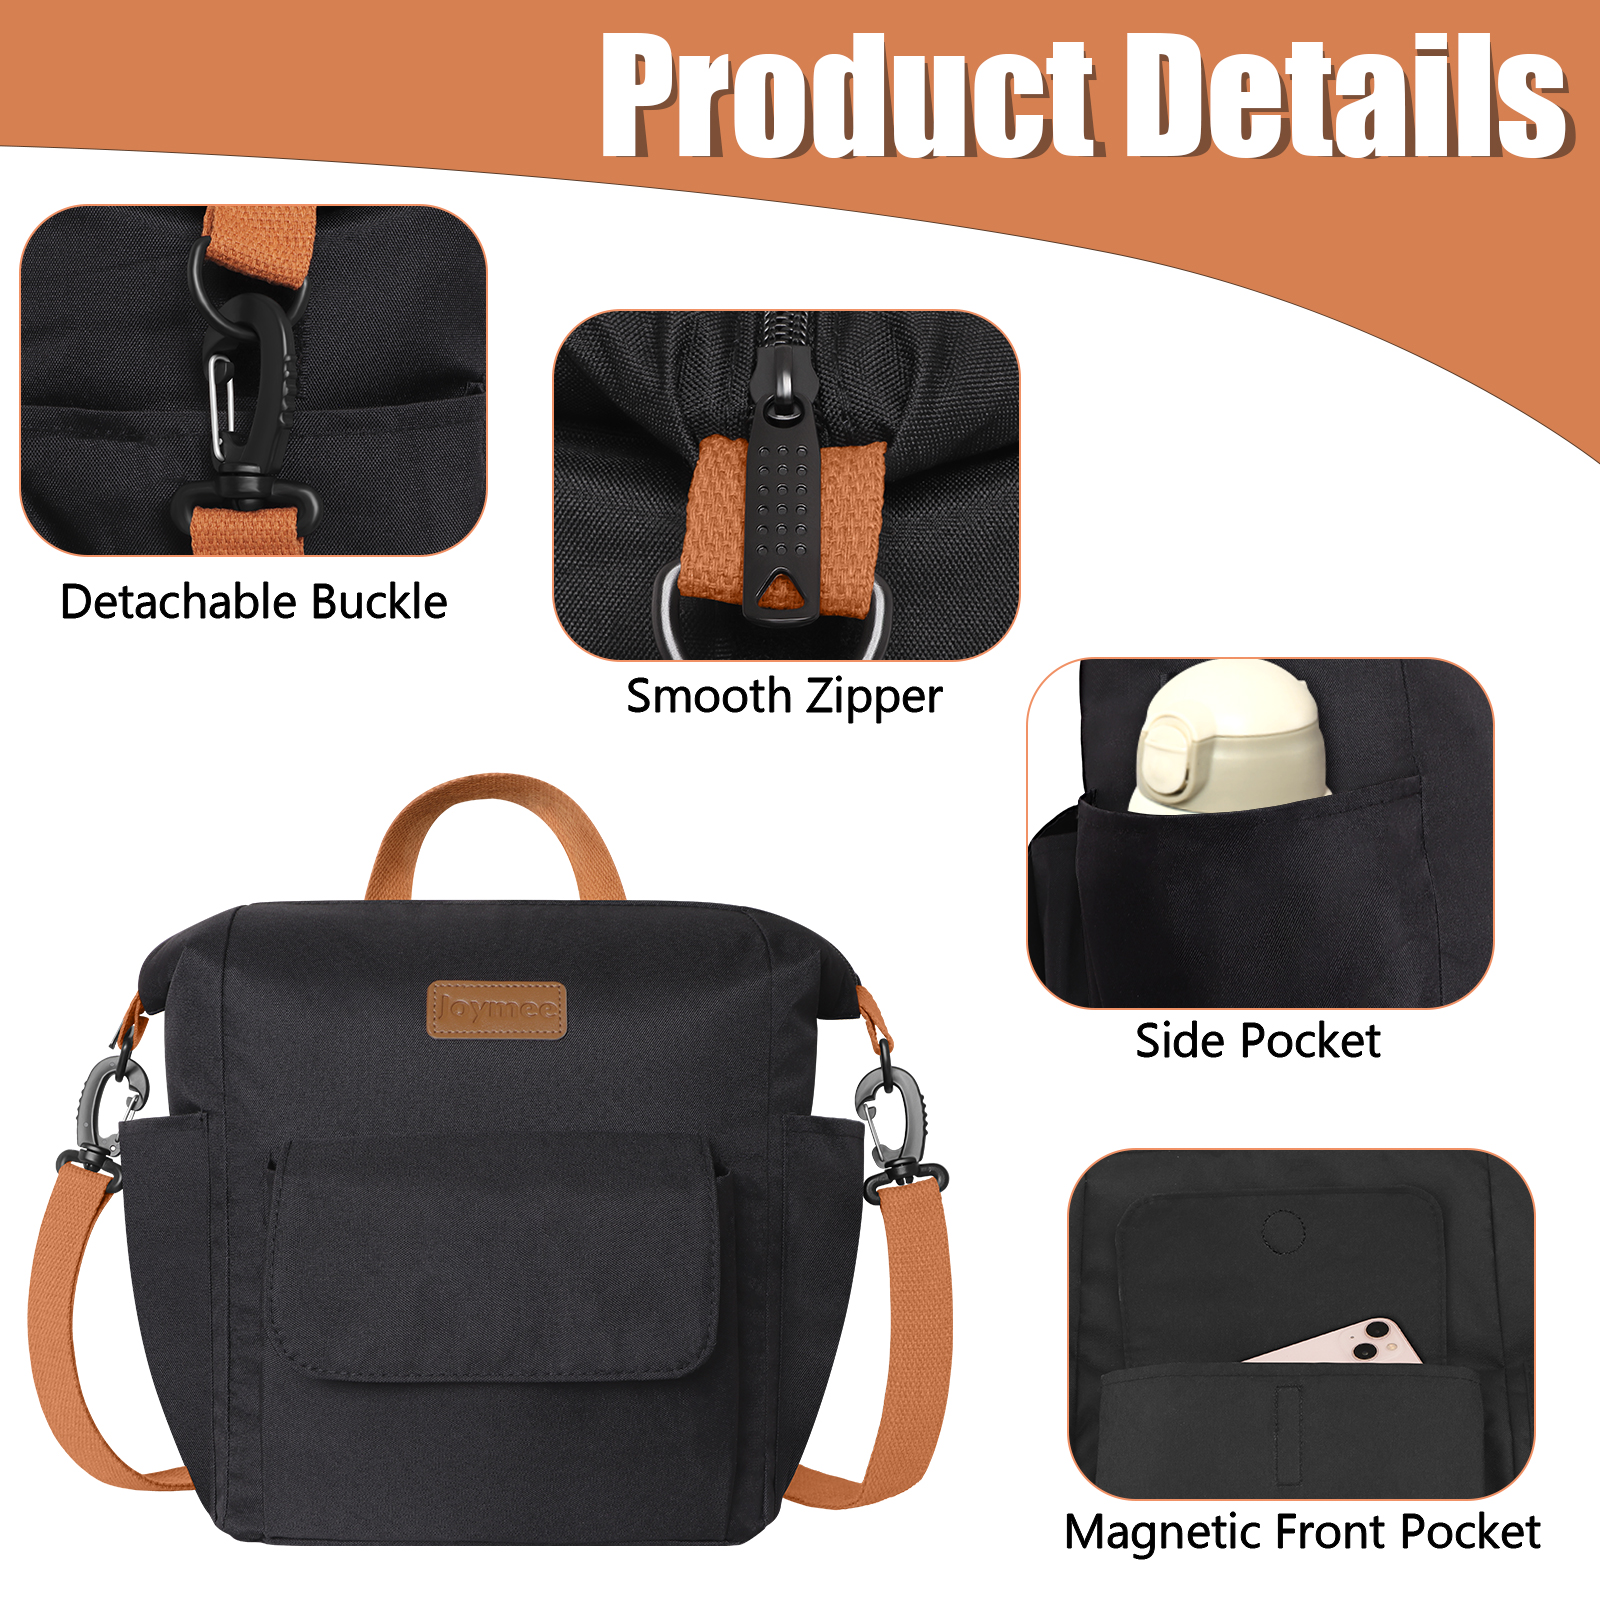 Product Details
Detachable Buckle
Smooth Zipper
Side Pocket
Joymee
Magnetic Front Pocket